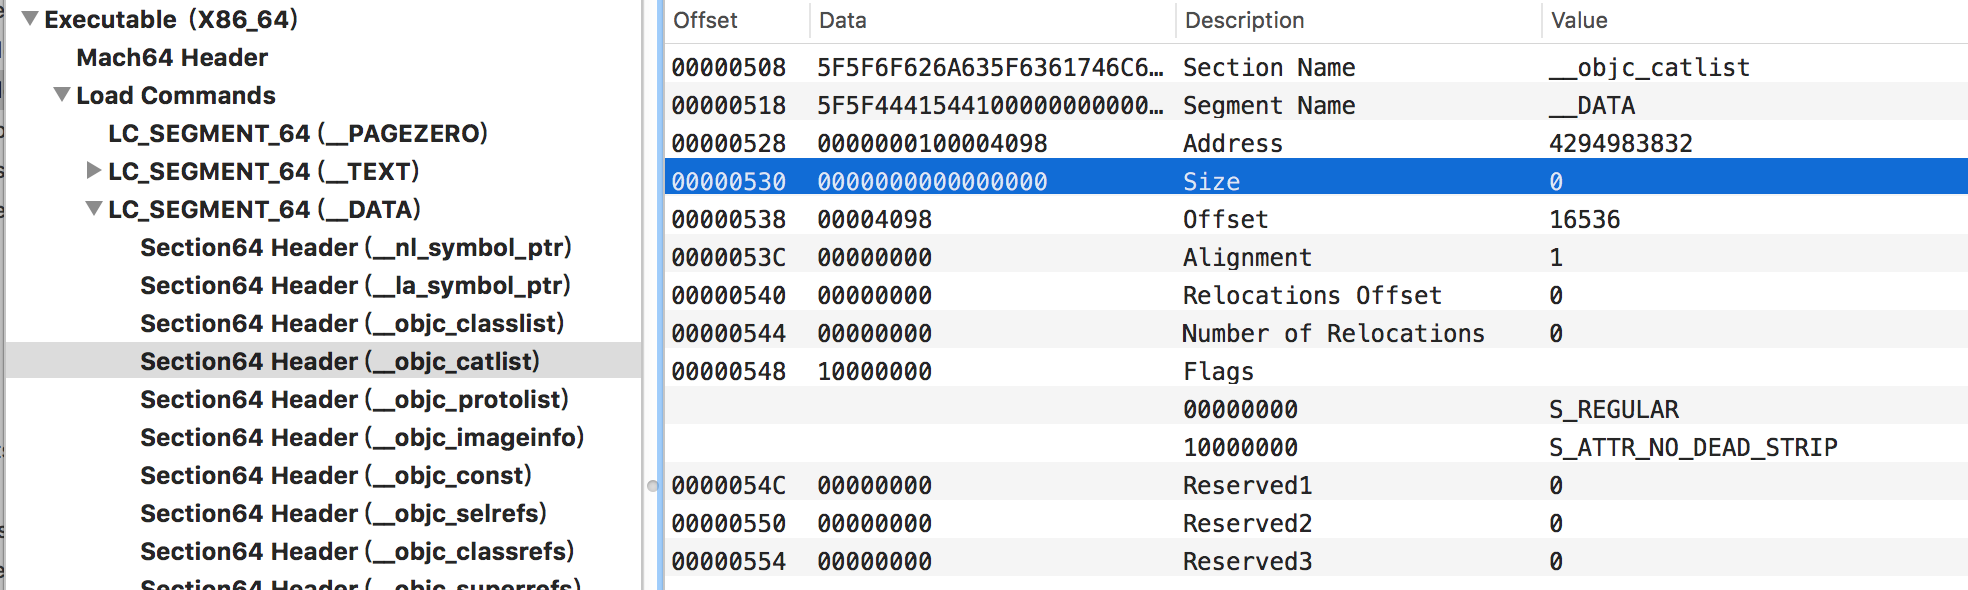 Executable (X86_64)
Mach64 Header
Load Commands
LC_SEGMENT_64 (__PAGEZERO)
LC_SEGMENT_64 (__TEXT)
LC_SEGMENT_64 (__DATA)
Section64 Header (__nl_symbol_ptr)
Section64 Header (__la_symbol_ptr)
Section64 Header (__objc_classlist)
Section64 Header (__objc_catlist)
Section64 Header (__objc_protolist)
Section64 Header (__objc_imageinfo)
Section64 Header (__objc_const)
Section64 Header (__objc_selrefs)
Section64 Header (__objc_classrefs)
Section64 Header (__objc_superrefs)
Offset Data Description Value
00000508 5F5F6F626A635F6361746C6… Section Name __objc_catlist
00000518 5F5F4441544100000000000… Segment Name __DATA
00000528 0000000100004098 Address 4294983832
00000530 0000000000000000 Size 0
00000538 00004098 Offset 16536
0000053C 00000000 Alignment 1
00000540 00000000 Relocations Offset 0
00000544 00000000 Number of Relocations 0
00000548 10000000 Flags
00000000 S_REGULAR
10000000 S_ATTR_NO_DEAD_STRIP
0000054C 00000000 Reserved1 0
00000550 00000000 Reserved2 0
00000554 00000000 Reserved3 0